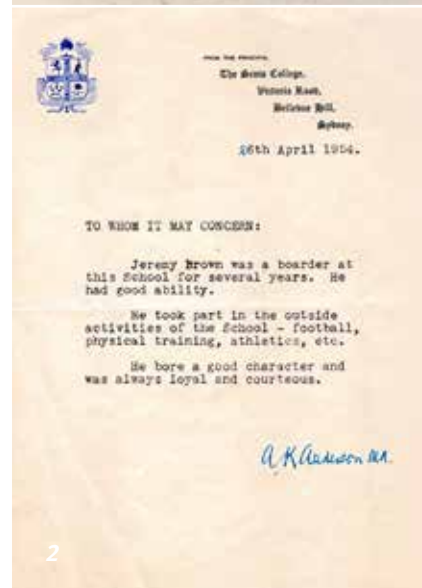 FROM THE PRINCIPAL
The Scots College,
Victoria Road,
Bellevue Hill,
Sydney.
26th April 1954.
TO WHOM IT MAY CONCERN:
Jeremy Brown was a boarder at
this School for several years. He
had good ability.
He took part in the outside
activities of the School - football,
physical training, athletics, etc.
He bore a good character and
was always loyal and courteous.
A.K. Anderson MA.
2